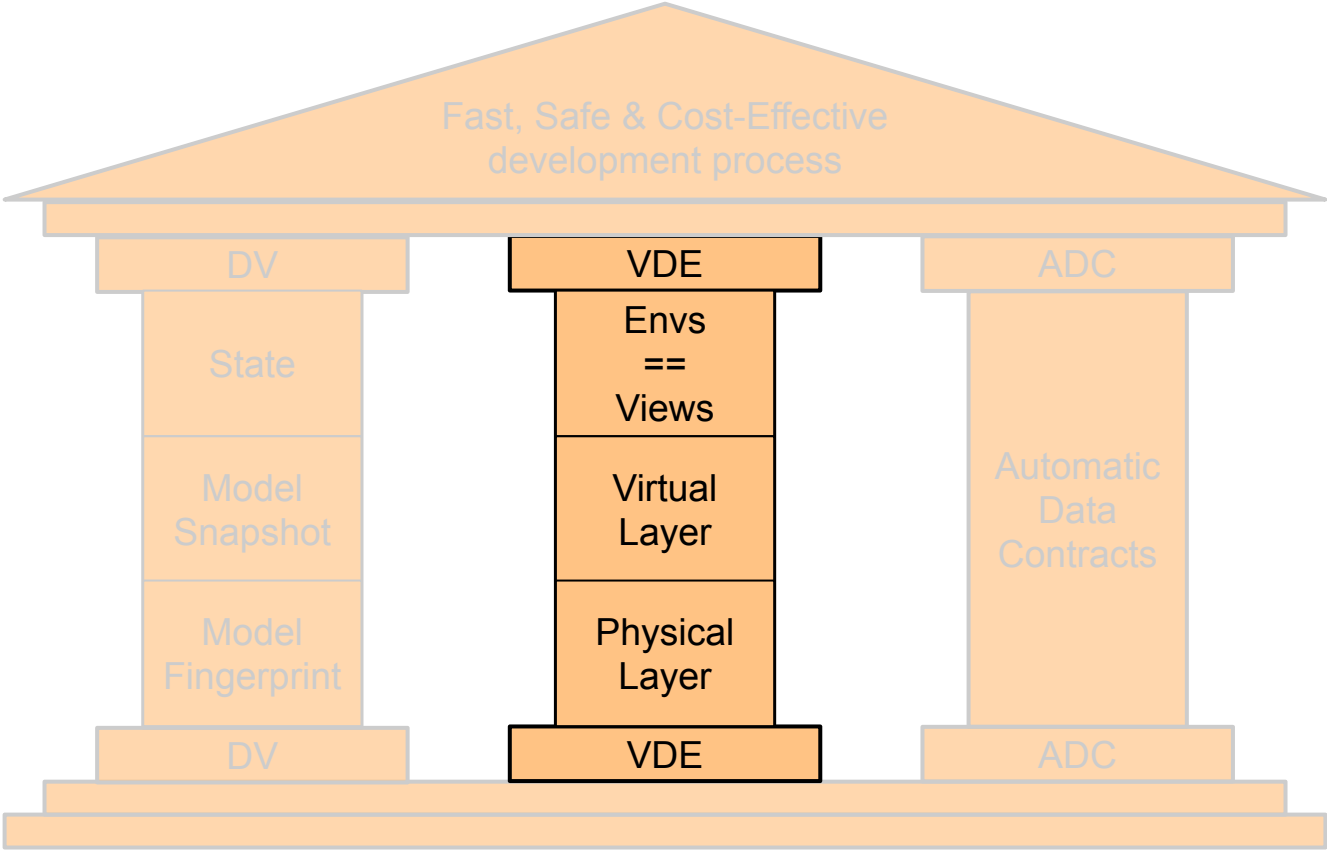 Fast, Safe & Cost-Effective
development process
DV
State
Model
Snapshot
Model
Fingerprint
DV
VDE
Envs
==
Views
Virtual
Layer
Physical
Layer
VDE
ADC
Automatic
Data
Contracts
ADC